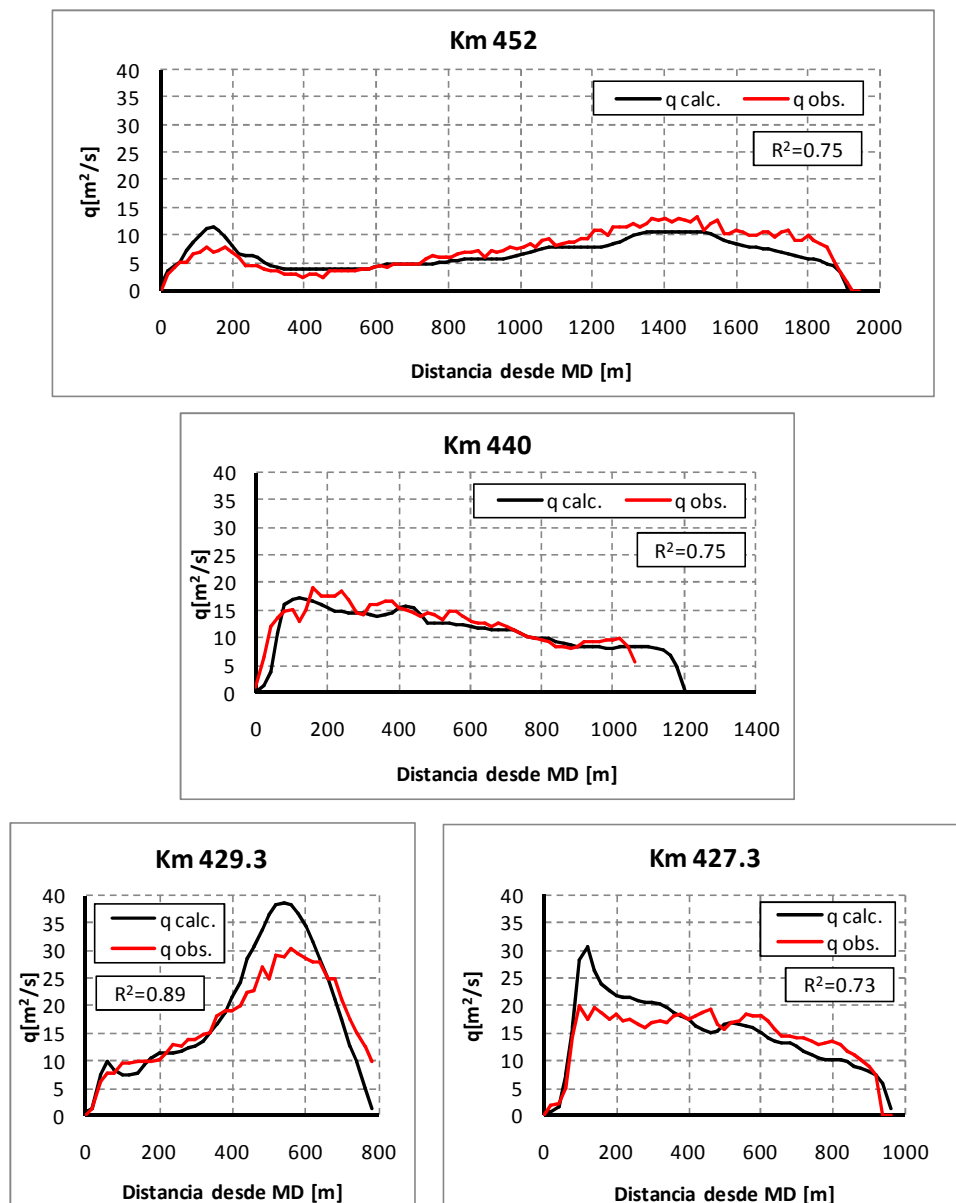 Km 452
40
35
30
25
20
15
10
5
0
q[m²/s]
q calc.
q obs.
R²=0.75
0 200 400 600 800 1000 1200 1400 1600 1800 2000
Distancia desde MD [m]
Km 440
40
35
30
25
20
15
10
5
0
q[m²/s]
q calc.
q obs.
R²=0.75
0 200 400 600 800 1000 1200 1400
Distancia desde MD [m]
Km 429.3
40
35
30
25
20
15
10
5
0
q[m²/s]
q calc.
q obs.
R²=0.89
0 200 400 600 800
Distancia desde MD [m]
Km 427.3
40
35
30
25
20
15
10
5
0
q[m²/s]
q calc.
q obs.
R²=0.73
0 200 400 600 800 1000
Distancia desde MD [m]